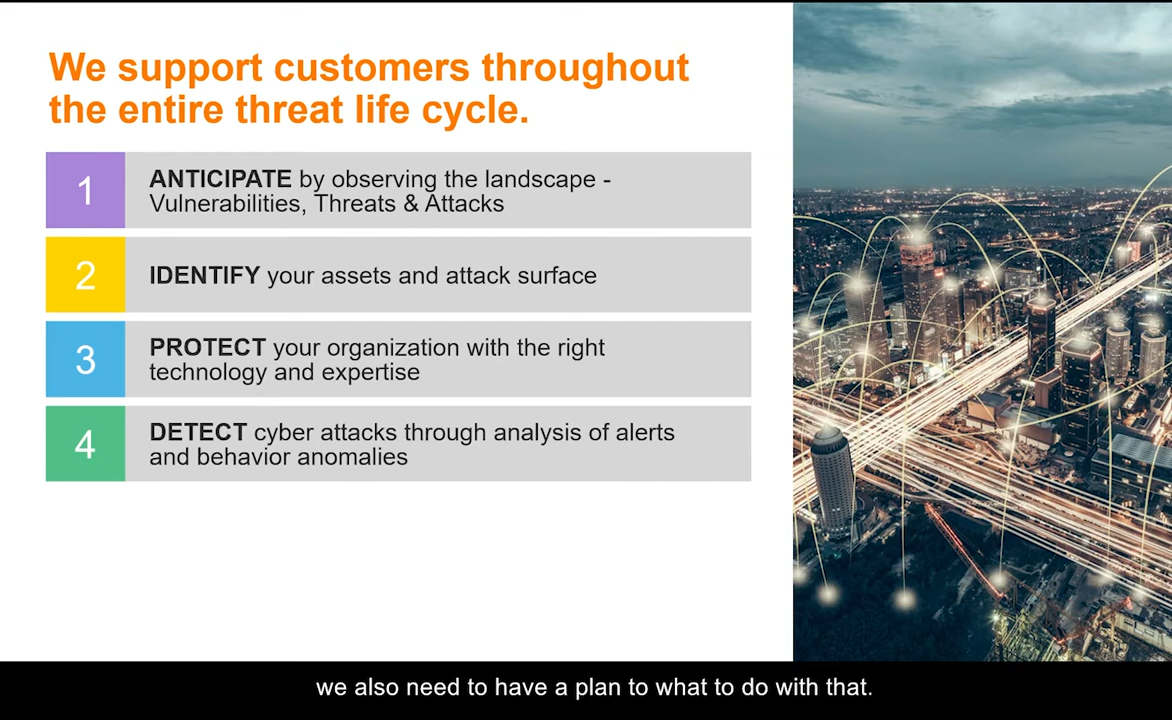 We support customers throughout
the entire threat life cycle.
1
ANTICIPATE by observing the landscape -
Vulnerabilities, Threats & Attacks
2
IDENTIFY your assets and attack surface
3
PROTECT your organization with the right
technology and expertise
4
DETECT cyber attacks through analysis of alerts
and behavior anomalies
we also need to have a plan to what to do with that.